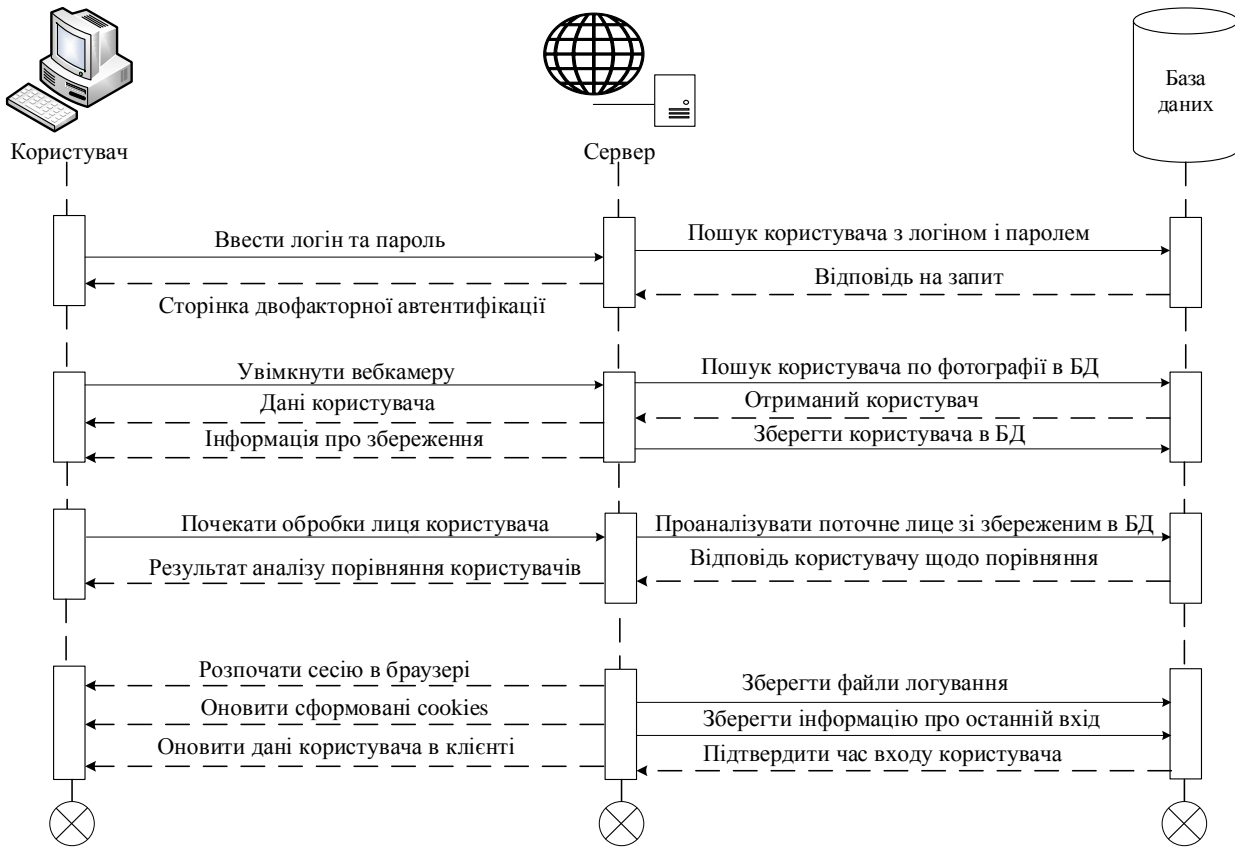 База
даних
Користувач
Сервер
Ввести логін та пароль
Пошук користувача з логіном і паролем
Відповідь на запит
Сторінка двофакторної автентифікації
Увімкнути вебкамеру
Пошук користувача по фотографії в БД
Дані користувача
Отриманий користувач
Інформація про збереження
Зберегти користувача в БД
Почекати обробки лиця користувача
Проаналізувати поточне лице зі збереженим в БД
Результат аналізу порівняння користувачів
Відповідь користувачу щодо порівняння
Розпочати сесію в браузері
Зберегти файли логування
Оновити сформовані cookies
Зберегти інформацію про останній вхід
Оновити дані користувача в клієнті
Підтвердити час входу користувача